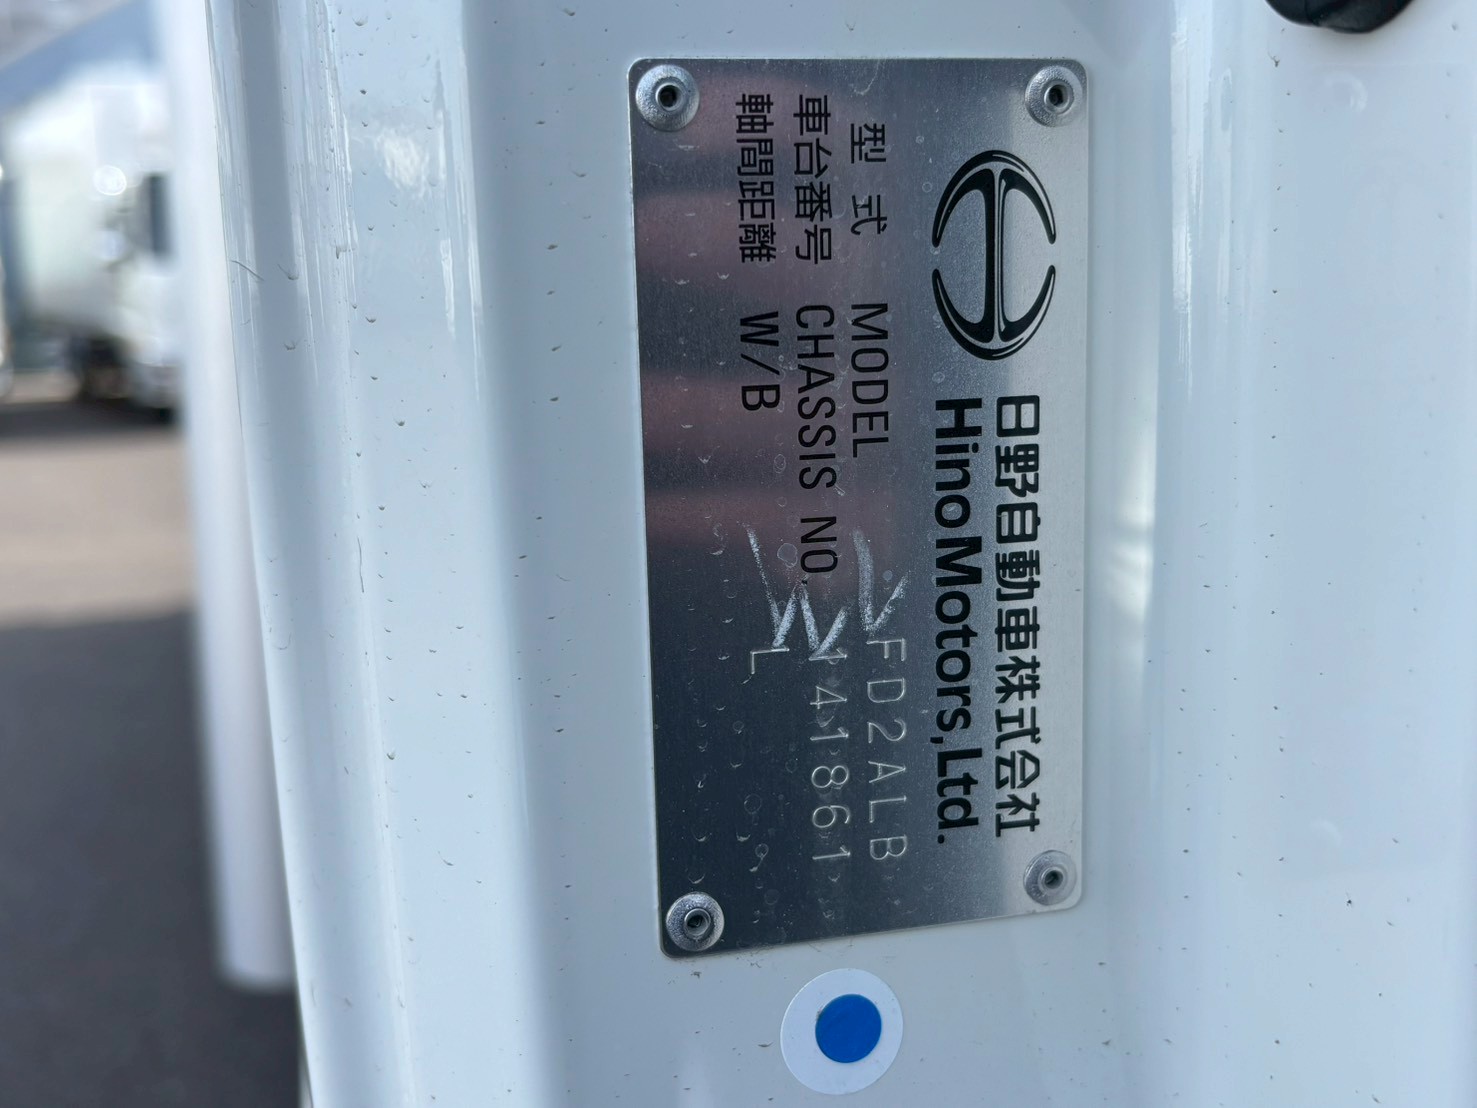 日野自動車株式会社
Hino Motors,Ltd.
型式 MODEL FD2ALB
車台番号 CHASSIS NO. 141861
軸間距離 W/B L